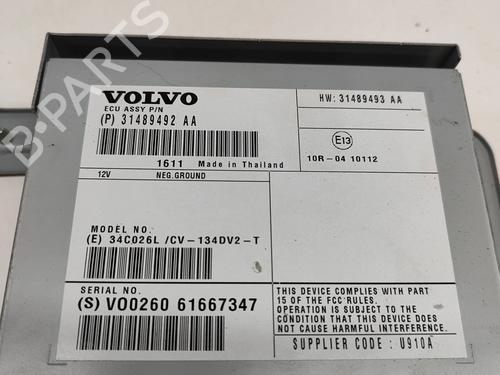 B-Parts
VOLVO
ECU ASSY P/N
(P) 31489492 AA
1611 Made in Thailand
HW: 31489493 AA
E13
10R-04 10112
12V NEG.GROUND
MODEL NO.
(E) 34C026L /CV-134DV2-T
SERIAL NO.
(S) VO0260 61667347
THIS DEVICE COMPLIES WITH PART
15 OF THE FCC RULES.
OPERATION IS SUBJECT TO THE
CONDITION THAT THIS DEVICE DOES
NOT CAUSE HARMFUL INTERFERENCE.
SUPPLIER CODE : U910A